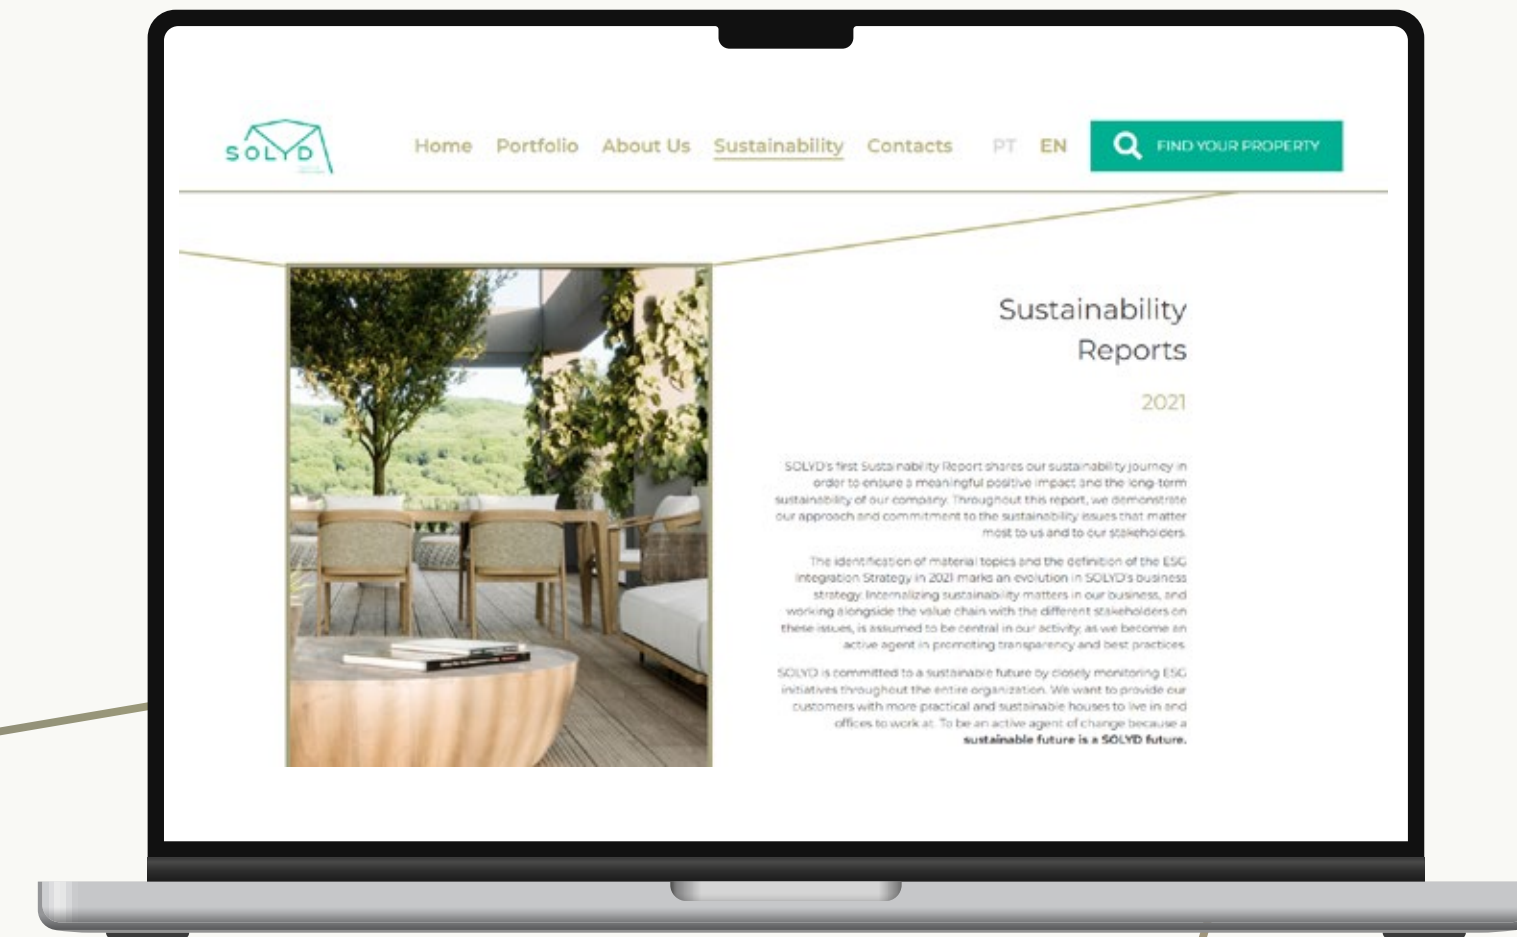 SOLYD
Home Portfolio About Us Sustainability Contacts PT EN FIND YOUR PROPERTY
Sustainability
Reports
2021
SOLYD's first Sustainability Report shares our sustainability journey in
order to ensure a meaningful positive impact and the long-term
sustainability of our company. Throughout this report, we demonstrate
our approach and commitment to the sustainability issues that matter
most to us and to our stakeholders.
The identification of material topics and the definition of the ESG
Integration Strategy in 2021 marks an evolution in SOLYD's business
strategy. Internalizing sustainability matters in our business, and
working alongside the value chain with the different stakeholders on
these issues, is assumed to be central in our activity, as we become an
active agent in promoting transparency and best practices.
SOLYD is committed to a sustainable future by closely monitoring ESG
initiatives throughout the entire organization. We want to provide our
customers with more practical and sustainable houses to live in and
offices to work at. To be an active agent of change because a
sustainable future is a SOLYD future.